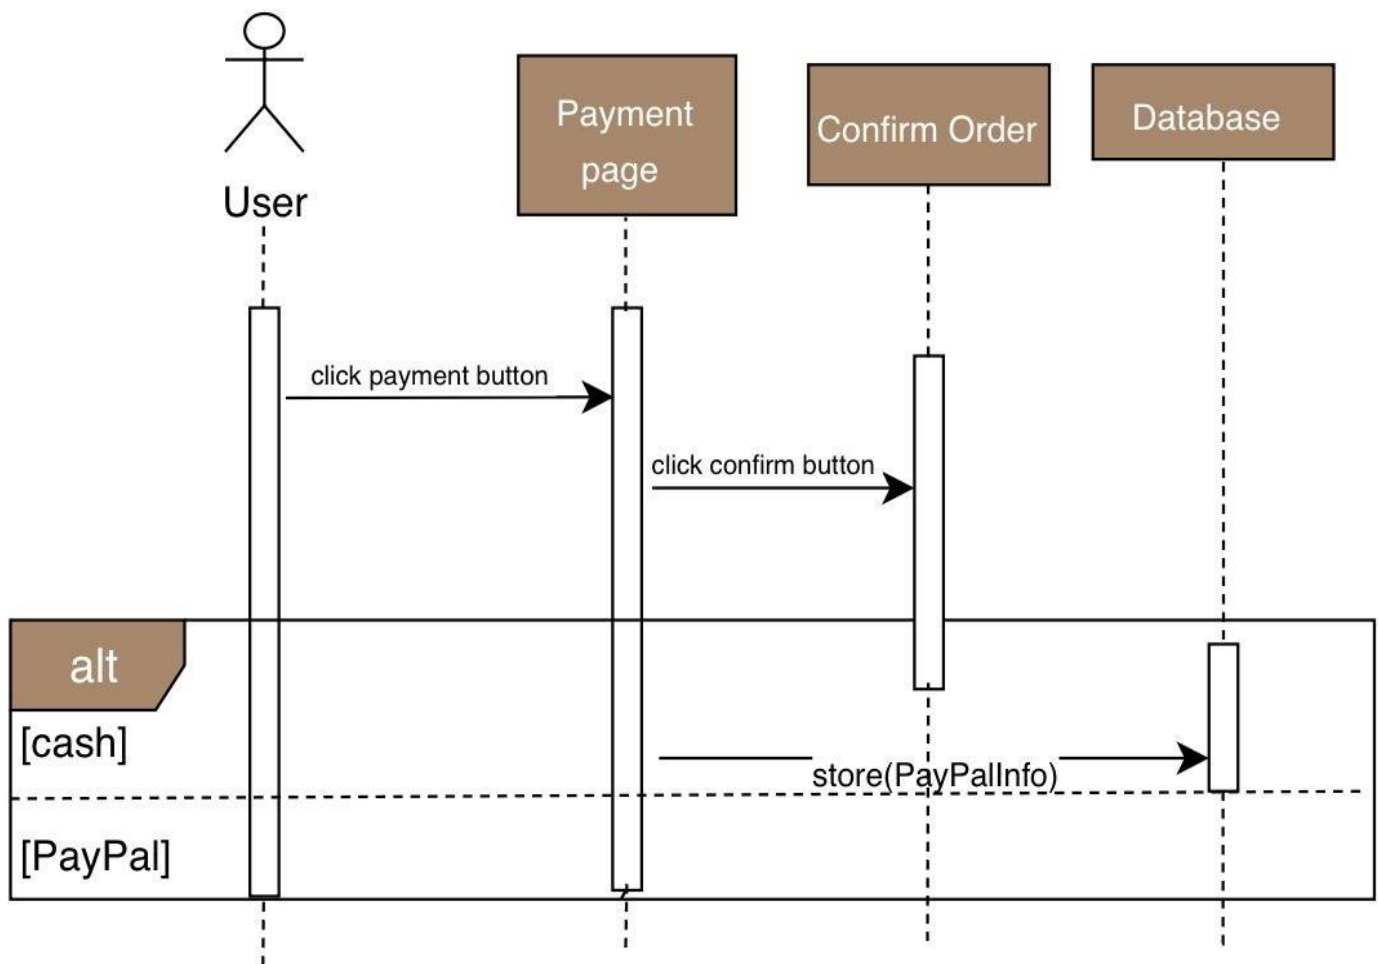 User
Payment
page
Confirm Order
Database
click payment button
click confirm button
alt
[cash]
store(PayPalInfo)
[PayPal]